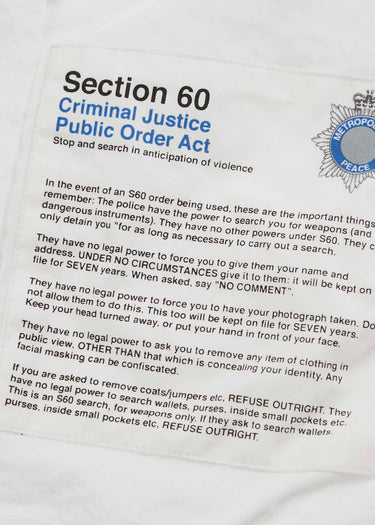 Section 60
Criminal Justice
Public Order Act
Stop and search in anticipation of violence
METROPO
PEACE
In the event of an S60 order being used, these are the important things
remember: The police have the power to search you for weapons (and
dangerous instruments). They have no other powers under S60. They c
only detain you "for as long as necessary to carry out a search.
They have no legal power to force you to give them your name and
address. UNDER NO CIRCUMSTANCES give it to them: it will be kept on
file for SEVEN years. When asked, say "NO COMMENT".
They have no legal power to force you to have your photograph taken. Do
not allow them to do this. This too will be kept on file for SEVEN years.
Keep your head turned away, or put your hand in front of your face.
They have no legal power to ask you to remove any item of clothing in
public view. OTHER THAN that which is concealing your identity. Any
facial masking can be confiscated.
If you are asked to remove coats/jumpers etc, REFUSE OUTRIGHT. They
have no legal power to search wallets, purses, inside small pockets etc.
This is an S60 search, for weapons only. If they ask to search wallets,
purses, inside small pockets etc, REFUSE OUTRIGHT.